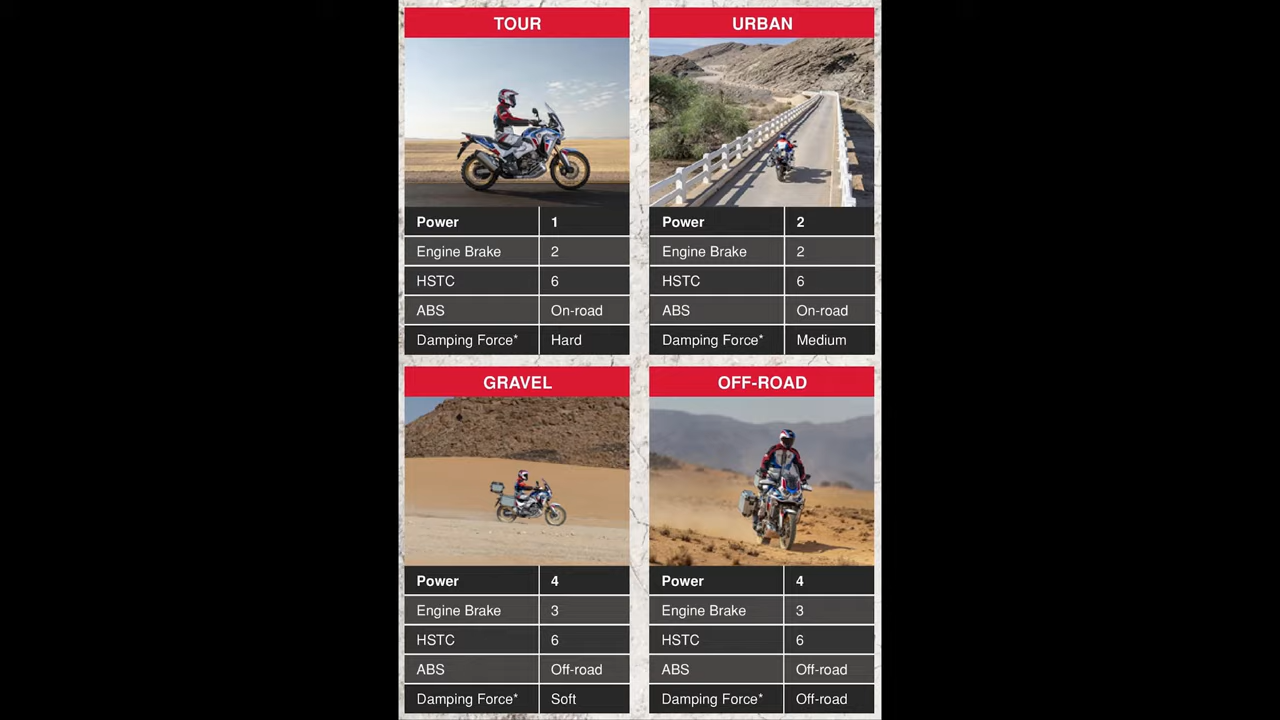 TOUR
Power 1
Engine Brake 2
HSTC 6
ABS On-road
Damping Force* Hard
URBAN
Power 2
Engine Brake 2
HSTC 6
ABS On-road
Damping Force* Medium
GRAVEL
Power 4
Engine Brake 3
HSTC 6
ABS Off-road
Damping Force* Soft
OFF-ROAD
Power 4
Engine Brake 3
HSTC 6
ABS Off-road
Damping Force* Off-road